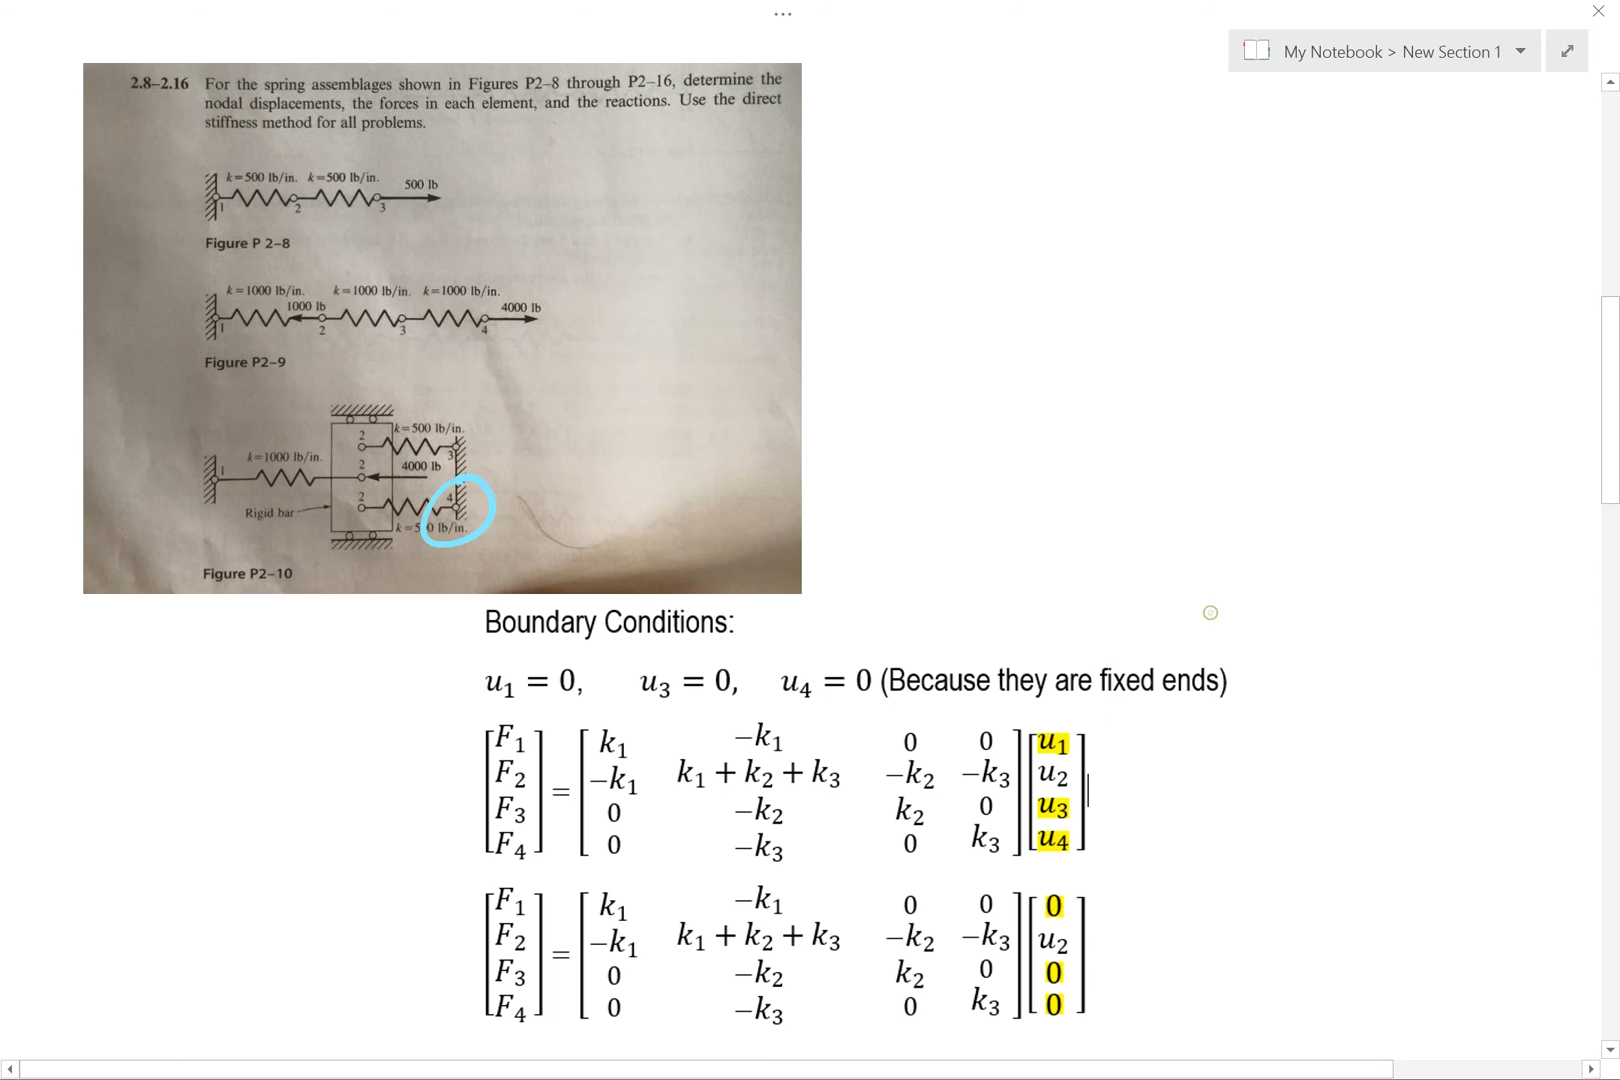 ...
My Notebook > New Section 1
2.8–2.16 For the spring assemblages shown in Figures P2–8 through P2–16, determine the
nodal displacements, the forces in each element, and the reactions. Use the direct
stiffness method for all problems.
k=500 lb/in. k=500 lb/in.
500 lb
1 2 3
Figure P 2–8
k=1000 lb/in. k=1000 lb/in. k=1000 lb/in.
1000 lb 4000 lb
1 2 3 4
Figure P2–9
k=500 lb/in.
2
3
k=1000 lb/in.
1 2 4000 lb
2 4
Rigid bar
lb/in.
Figure P2–10
Boundary Conditions:
u₁ = 0, u₃ = 0, u₄ = 0 (Because they are fixed ends)
[F₁] = [k₁ −k₁ 0 0] [u₁]
[F₂] [−k₁ k₁ + k₂ + k₃ −k₂ −k₃] [u₂]
[F₃] [0 −k₂ k₂ 0] [u₃]
[F₄] [0 −k₃ 0 k₃] [u₄]
[F₁] = [k₁ −k₁ 0 0] [0]
[F₂] [−k₁ k₁ + k₂ + k₃ −k₂ −k₃] [u₂]
[F₃] [0 −k₂ k₂ 0] [0]
[F₄] [0 −k₃ 0 k₃] [0]